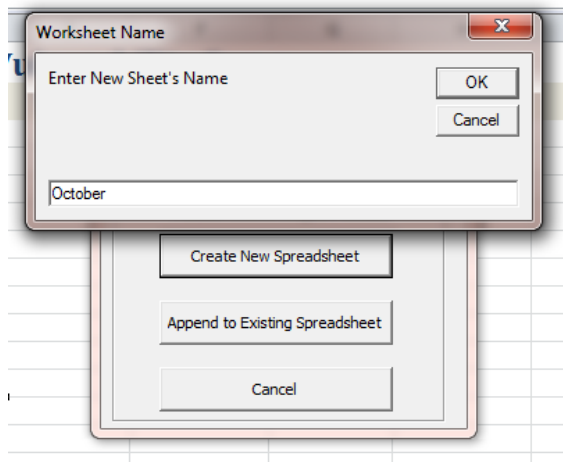 Worksheet Name
Enter New Sheet's Name
OK
Cancel
October
Create New Spreadsheet
Append to Existing Spreadsheet
Cancel